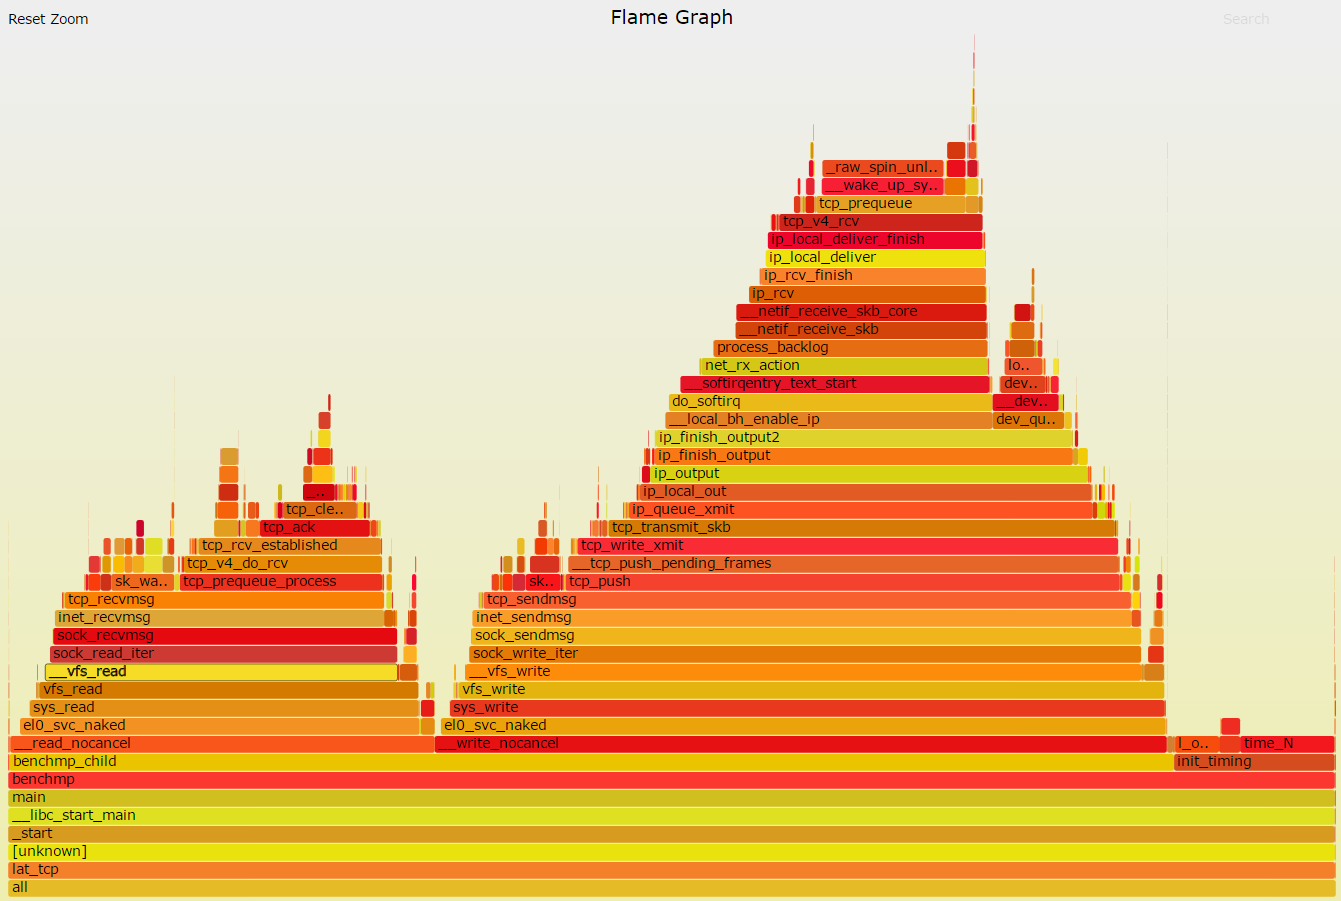 Reset Zoom Flame Graph Search
_raw_spin_unl..
__wake_up_sy..
tcp_prequeue
tcp_v4_rcv
ip_local_deliver_finish
ip_local_deliver
ip_rcv_finish
ip_rcv
__netif_receive_skb_core
__netif_receive_skb
process_backlog
net_rx_action lo..
__softirqentry_text_start dev..
do_softirq __dev..
__local_bh_enable_ip dev_qu..
ip_finish_output2
ip_finish_output
ip_output
_.. ip_local_out
tcp_cle.. ip_queue_xmit
tcp_ack tcp_transmit_skb
tcp_rcv_established tcp_write_xmit
tcp_v4_do_rcv __tcp_push_pending_frames
sk_wa.. tcp_prequeue_process sk.. tcp_push
tcp_recvmsg tcp_sendmsg
inet_recvmsg inet_sendmsg
sock_recvmsg sock_sendmsg
sock_read_iter sock_write_iter
__vfs_read __vfs_write
vfs_read vfs_write
sys_read sys_write
el0_svc_naked el0_svc_naked
__read_nocancel __write_nocancel l_o.. time_N
benchmp_child init_timing
benchmp
main
__libc_start_main
_start
[unknown]
lat_tcp
all